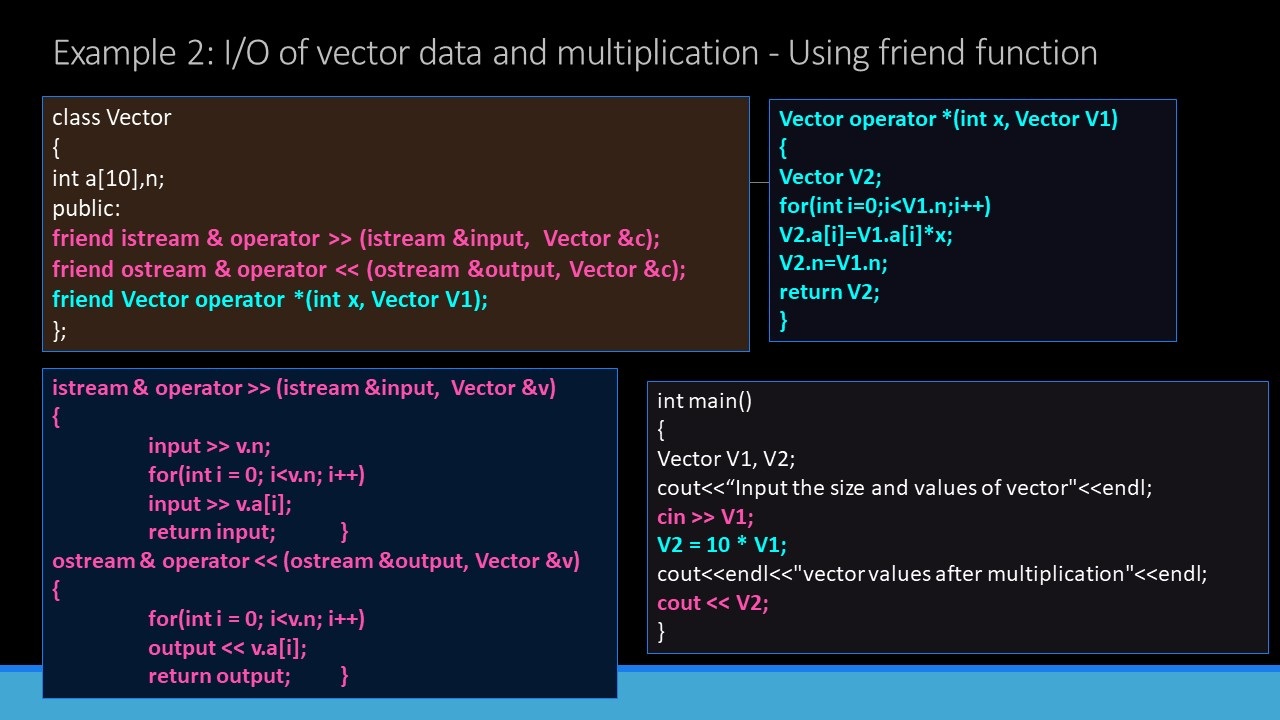 Example 2: I/O of vector data and multiplication - Using friend function
class Vector
{
int a[10],n;
public:
friend istream & operator >> (istream &input,  Vector &c);
friend ostream & operator << (ostream &output, Vector &c);
friend Vector operator *(int x, Vector V1);
};
Vector operator *(int x, Vector V1)
{
Vector V2;
for(int i=0;i<V1.n;i++)
V2.a[i]=V1.a[i]*x;
V2.n=V1.n;
return V2;
}
istream & operator >> (istream &input,  Vector &v)
{
input >> v.n;
for(int i = 0; i<v.n; i++)
input >> v.a[i];
return input; }
ostream & operator << (ostream &output, Vector &v)
{
for(int i = 0; i<v.n; i++)
output << v.a[i];
return output; }
int main()
{
Vector V1, V2;
cout<<“Input the size and values of vector"<<endl;
cin >> V1;
V2 = 10 * V1;
cout<<endl<<"vector values after multiplication"<<endl;
cout << V2;
}